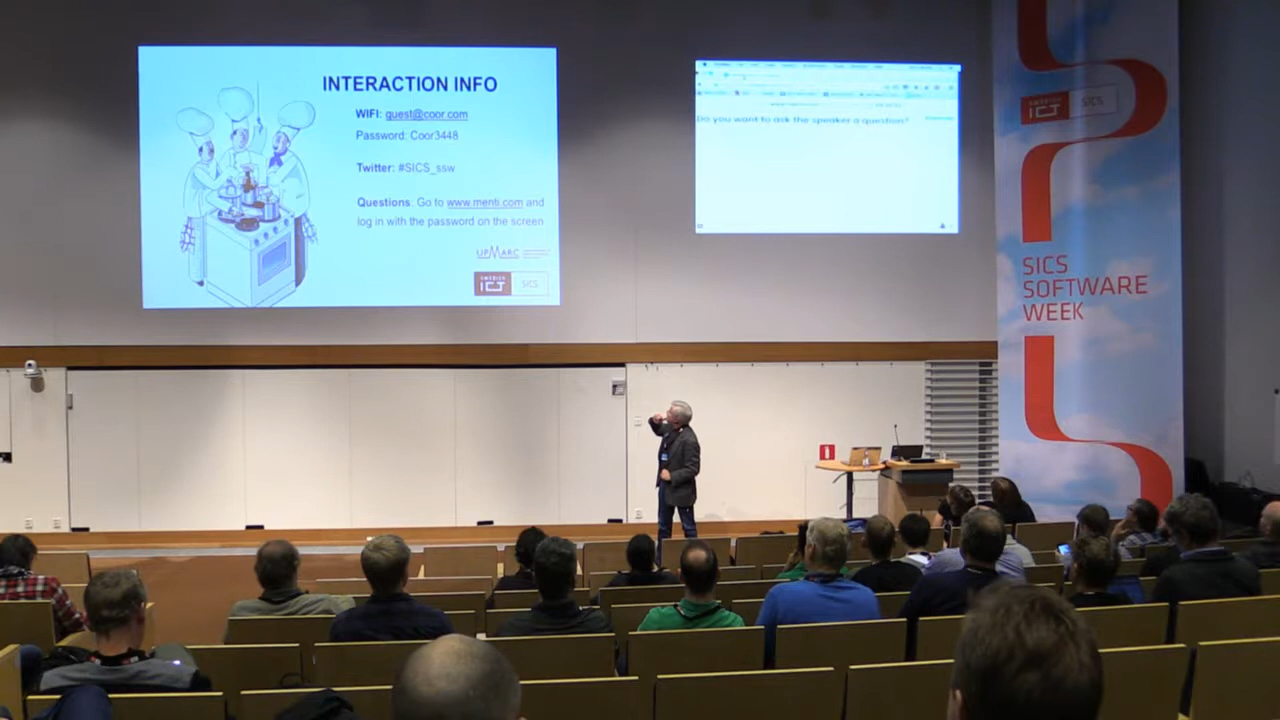 INTERACTION INFO
WIFI: guest@coor.com
Password: Coor3448
Twitter: #SICS_ssw
Questions: Go to www.menti.com and
log in with the password on the screen
UPMARC
SWEDISH
ICT
SICS
Do you want to ask the speaker a question?
SWEDISH
ICT
SICS
SICS
SOFTWARE
WEEK